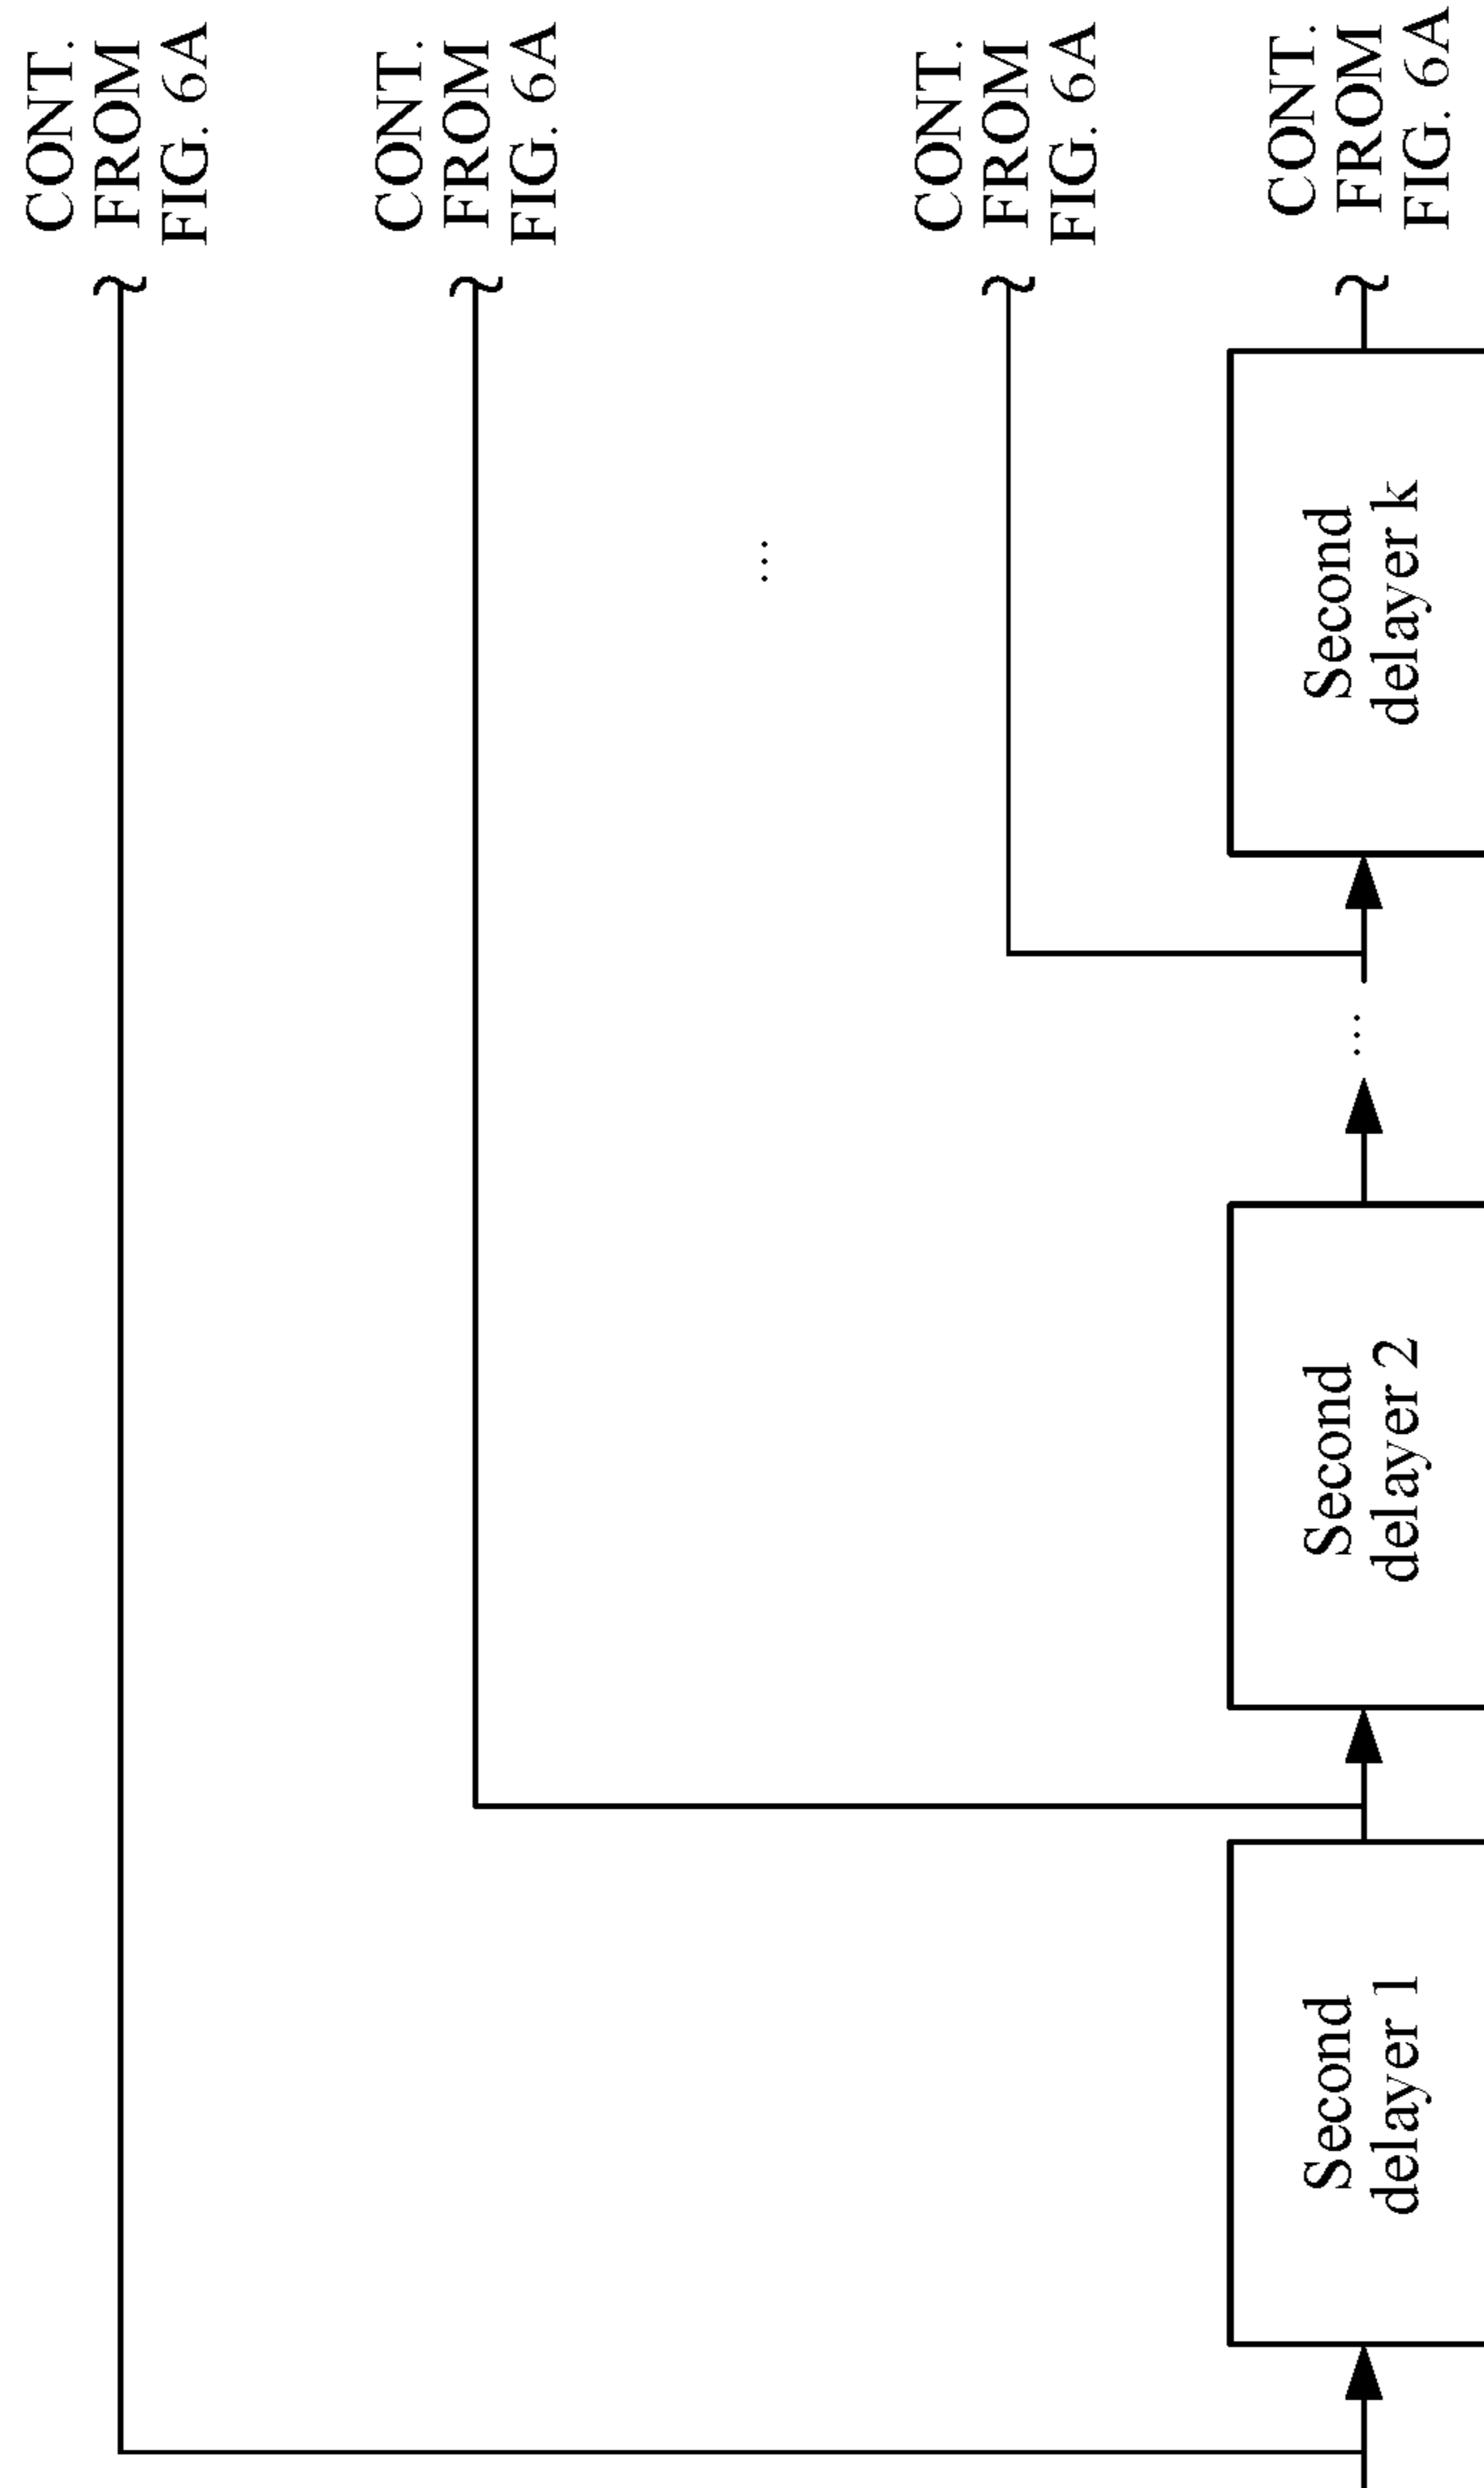 CONT.
FROM
FIG. 6A
CONT.
FROM
FIG. 6A
...
CONT.
FROM
FIG. 6A
CONT.
FROM
FIG. 6A
Second
delayer 1
Second
delayer 2
...
Second
delayer k